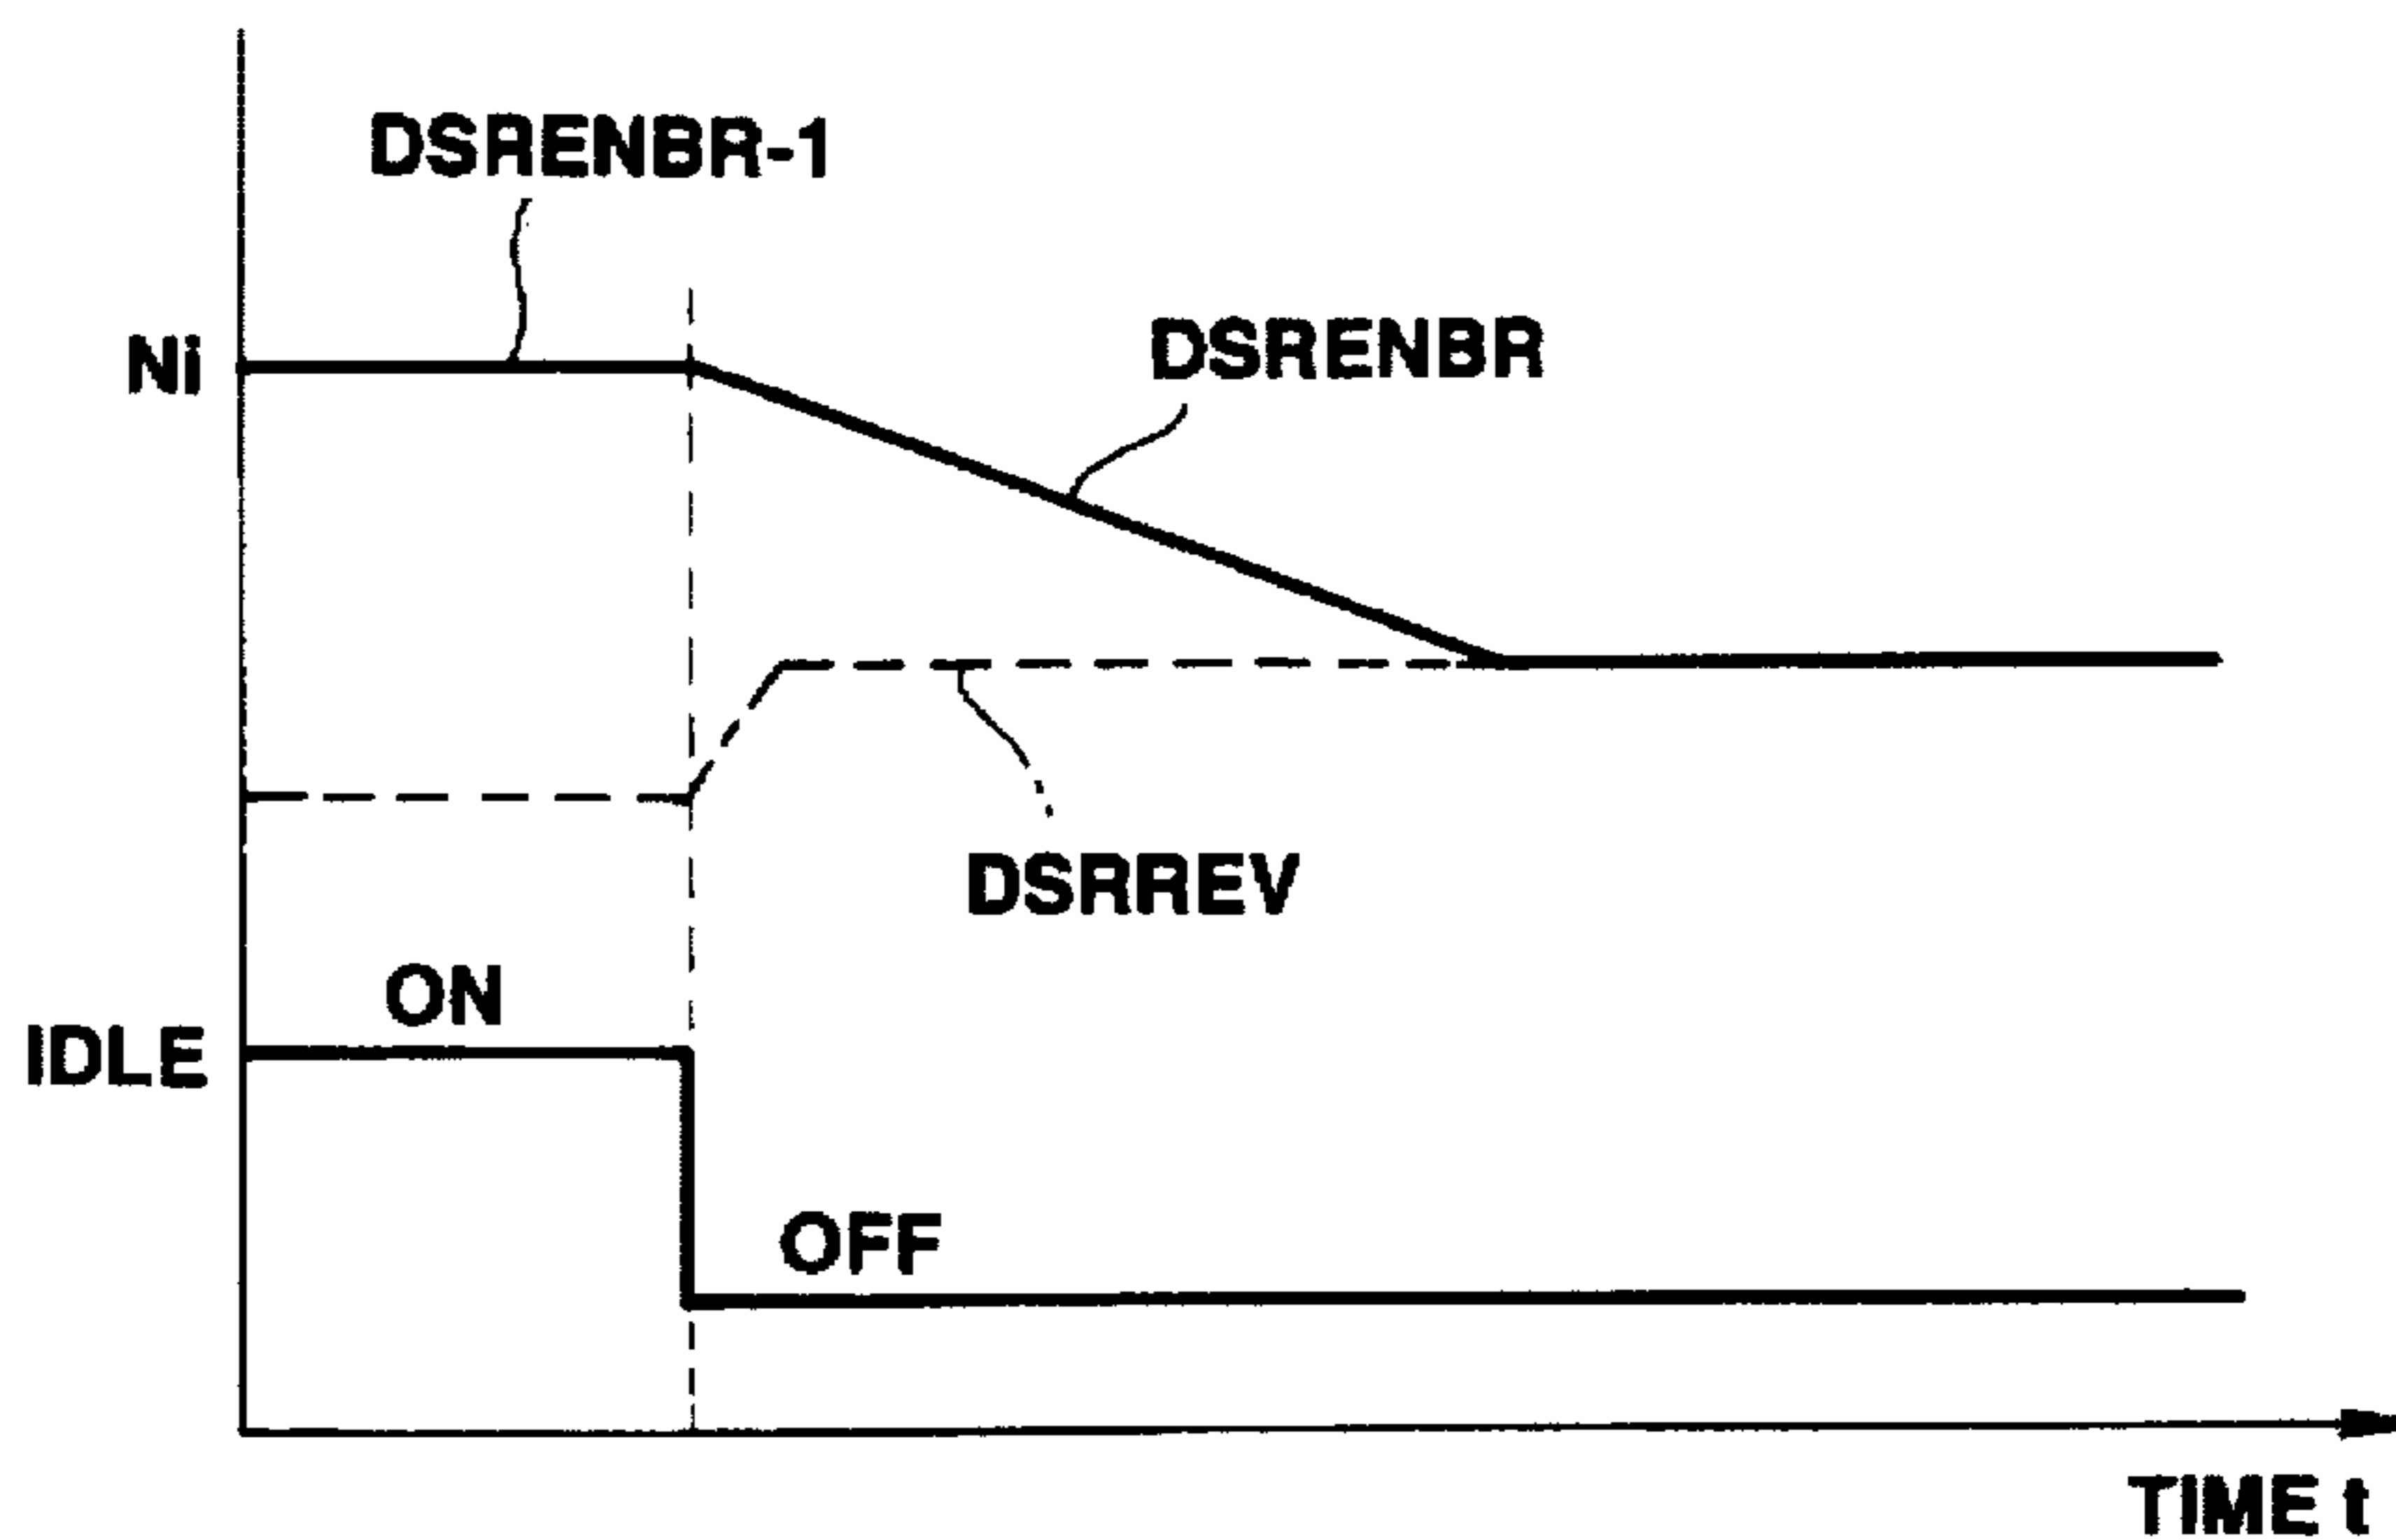 DSRENBR-1
DSRENBR
Ni
DSRREV
ON
IDLE
OFF
TIME t